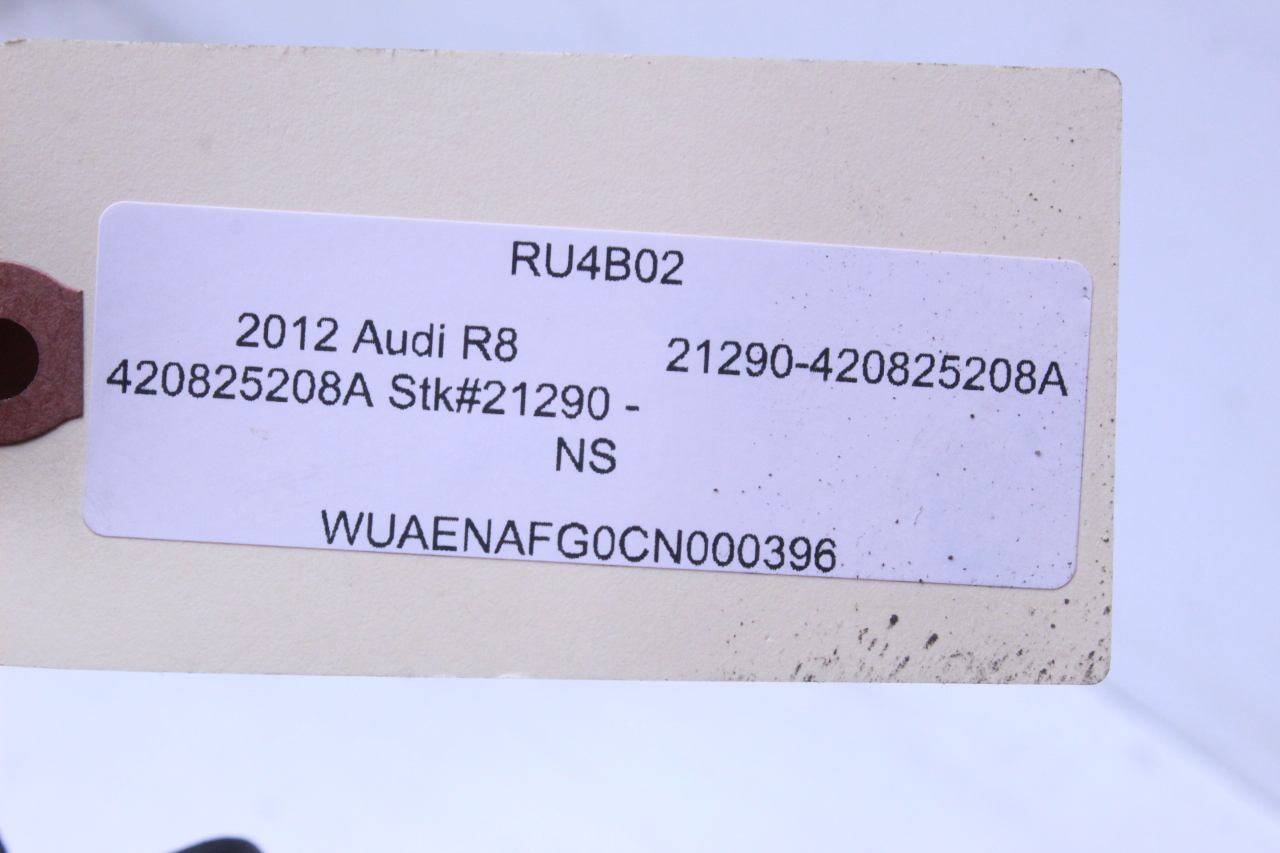 RU4B02
2012 Audi R8
21290-420825208A
420825208A Stk#21290 -
NS
WUAENAFG0CN000396